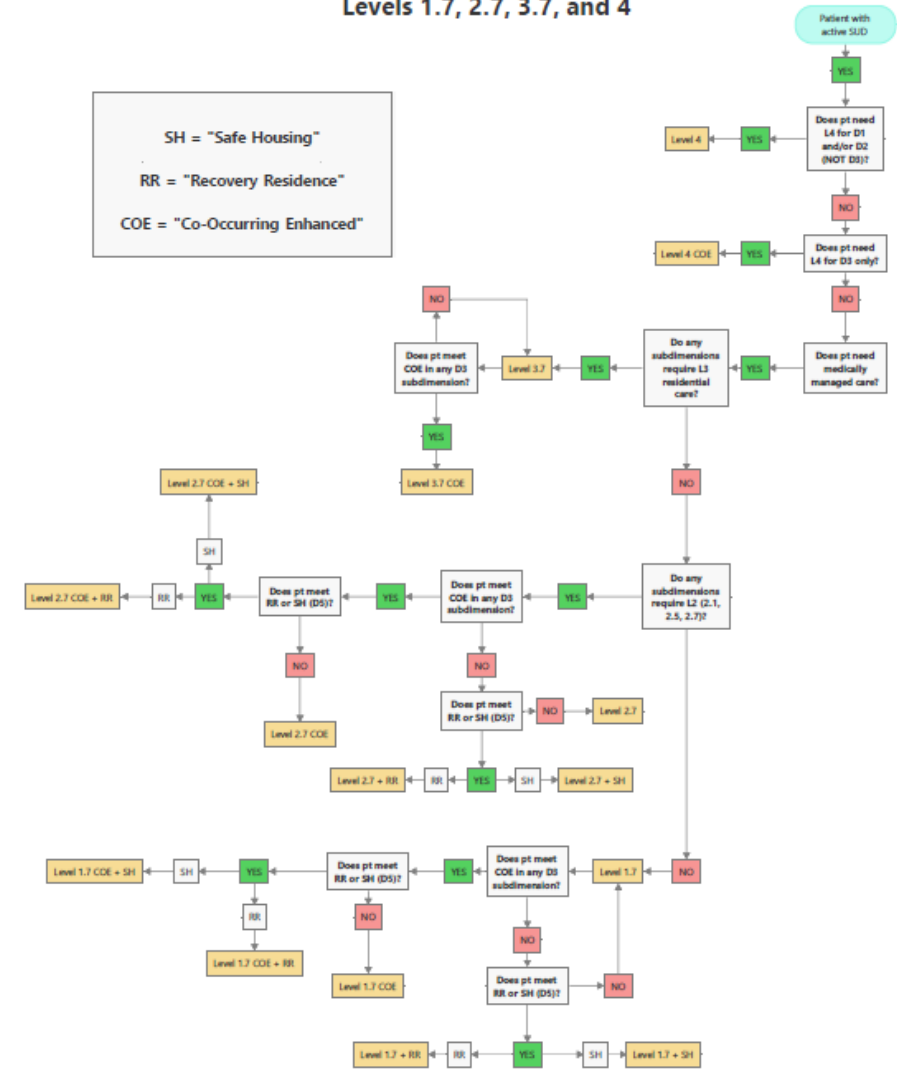 Levels 1.7, 2.7, 3.7, and 4
Patient with
active SUD
YES
SH = "Safe Housing"
RR = "Recovery Residence"
COE = "Co-Occurring Enhanced"
Does pt need
L4 for D1
and/or D2
(NOT D3)?
YES
Level 4
NO
Does pt need
L4 for D3 only?
YES
Level 4 COE
NO
Does pt need
medically
managed care?
YES
Do any
subdimensions
require L3
residential
care?
YES
Level 3.7
Does pt meet
COE in any D3
subdimension?
NO
YES
Level 3.7 COE
NO
Do any
subdimensions
require L2 (2.1,
2.5, 2.7)?
YES
Does pt meet
COE in any D3
subdimension?
YES
Does pt meet
RR or SH (D5)?
YES
SH
Level 2.7 COE + SH
RR
Level 2.7 COE + RR
NO
Level 2.7 COE
NO
Does pt meet
RR or SH (D5)?
NO
Level 2.7
YES
RR
Level 2.7 + RR
SH
Level 2.7 + SH
NO
Level 1.7
Does pt meet
COE in any D3
subdimension?
YES
Does pt meet
RR or SH (D5)?
YES
SH
Level 1.7 COE + SH
RR
Level 1.7 COE + RR
NO
Level 1.7 COE
NO
Does pt meet
RR or SH (D5)?
NO
YES
RR
Level 1.7 + RR
SH
Level 1.7 + SH